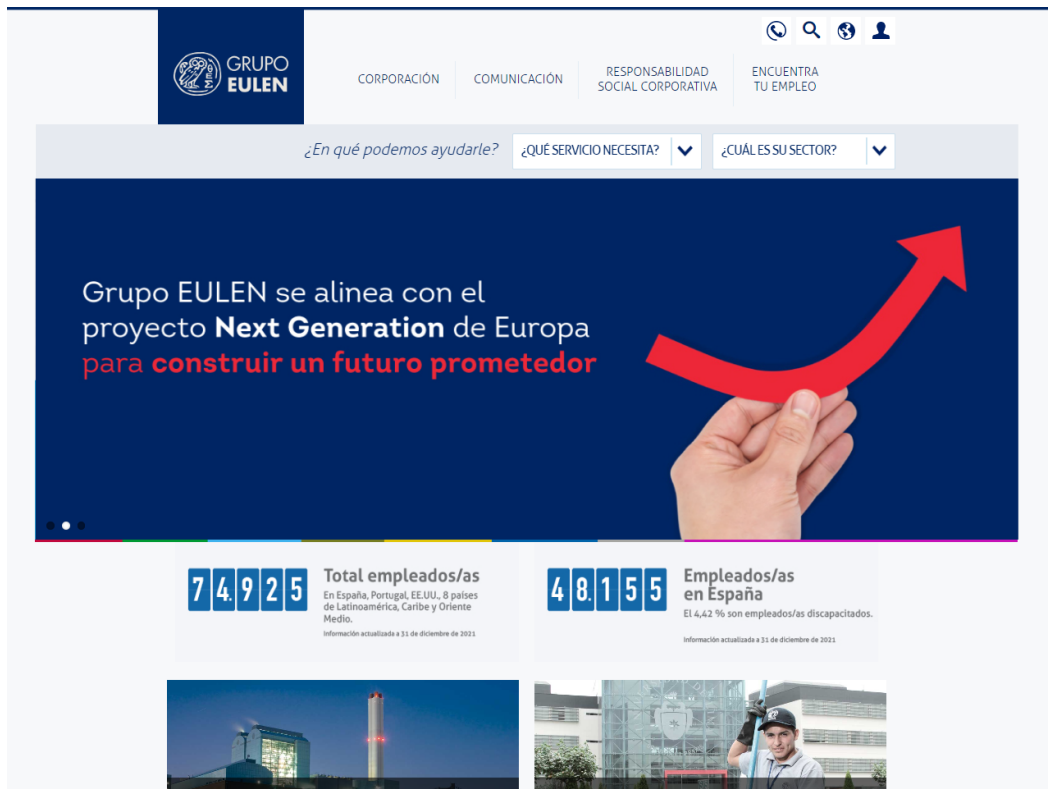 GRUPO
EULEN
CORPORACIÓN
COMUNICACIÓN
RESPONSABILIDAD
SOCIAL CORPORATIVA
ENCUENTRA
TU EMPLEO
¿En qué podemos ayudarle?
¿QUÉ SERVICIO NECESITA?
¿CUÁL ES SU SECTOR?
Grupo EULEN se alinea con el
proyecto Next Generation de Europa
para construir un futuro prometedor
74.925
Total empleados/as
En España, Portugal, EE.UU., 8 países
de Latinoamérica, Caribe y Oriente
Medio.
Información actualizada a 31 de diciembre de 2021
48.155
Empleados/as
en España
El 4,42 % son empleados/as discapacitados.
Información actualizada a 31 de diciembre de 2021